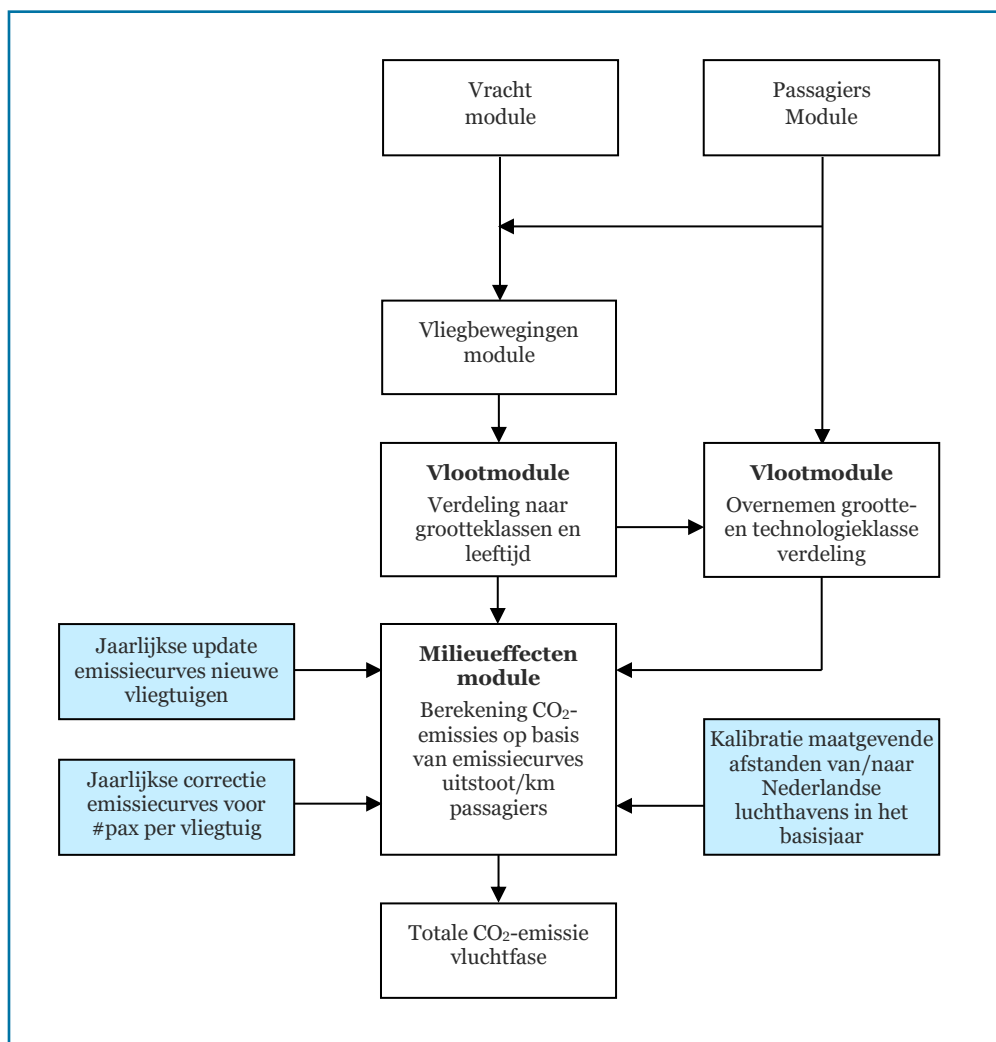 Vracht
module
Passagiers
Module
Vliegbewegingen
module
Vlootmodule
Verdeling naar
grootteklassen en
leeftijd
Vlootmodule
Overnemen grootte-
en technologieklasse
verdeling
Jaarlijkse update
emissiecurves nieuwe
vliegtuigen
Milieueffecten
module
Berekening CO₂-
emissies op basis
van emissiecurves
uitstoot/km
passagiers
Jaarlijkse correctie
emissiecurves voor
#pax per vliegtuig
Kalibratie maatgevende
afstanden van/naar
Nederlandse
luchthavens in het
basisjaar
Totale CO₂-emissie
vluchtfase